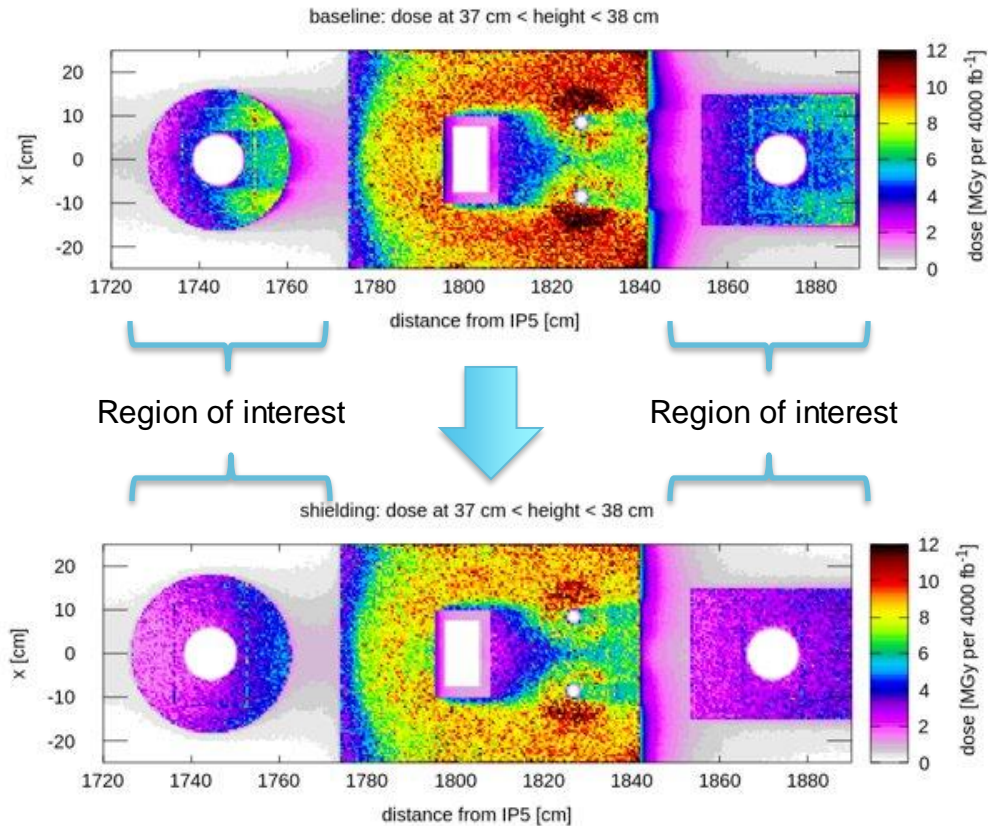 baseline: dose at 37 cm < height < 38 cm
20
10
0
-10
-20
x [cm]
1720 1740 1760 1780 1800 1820 1840 1860 1880
distance from IP5 [cm]
12
10
8
6
4
2
0
dose [MGy per 4000 fb⁻¹]
Region of interest Region of interest
shielding: dose at 37 cm < height < 38 cm
20
10
0
-10
-20
x [cm]
1720 1740 1760 1780 1800 1820 1840 1860 1880
distance from IP5 [cm]
12
10
8
6
4
2
0
dose [MGy per 4000 fb⁻¹]